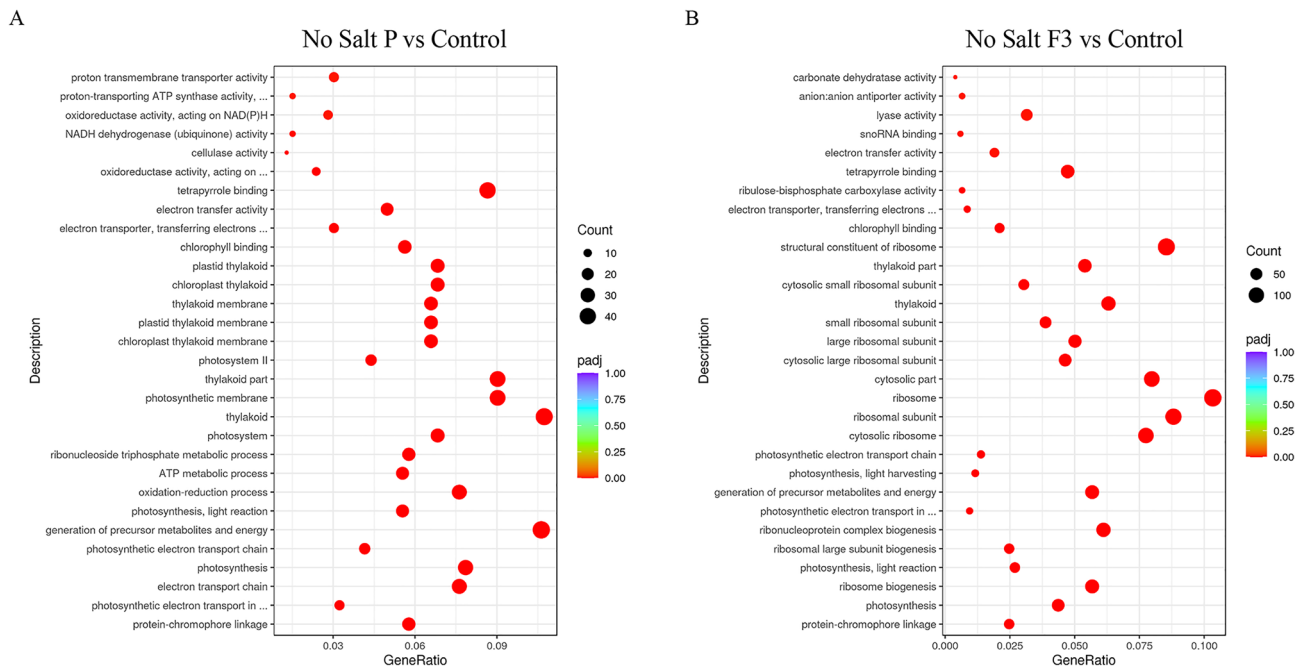 A
No Salt P vs Control
proton transmembrane transporter activity
proton-transporting ATP synthase activity, ...
oxidoreductase activity, acting on NAD(P)H
NADH dehydrogenase (ubiquinone) activity
cellulase activity
oxidoreductase activity, acting on ...
tetrapyrrole binding
electron transfer activity
electron transporter, transferring electrons ...
chlorophyll binding
plastid thylakoid
chloroplast thylakoid
thylakoid membrane
plastid thylakoid membrane
chloroplast thylakoid membrane
photosystem II
thylakoid part
photosynthetic membrane
thylakoid
photosystem
ribonucleoside triphosphate metabolic process
ATP metabolic process
oxidation-reduction process
photosynthesis, light reaction
generation of precursor metabolites and energy
photosynthetic electron transport chain
photosynthesis
electron transport chain
photosynthetic electron transport in ...
protein-chromophore linkage
Description
0.03 0.06 0.09
GeneRatio
Count
10
20
30
40
padj
1.00
0.75
0.50
0.25
0.00
B
No Salt F3 vs Control
carbonate dehydratase activity
anion:anion antiporter activity
lyase activity
snoRNA binding
electron transfer activity
tetrapyrrole binding
ribulose-bisphosphate carboxylase activity
electron transporter, transferring electrons ...
chlorophyll binding
structural constituent of ribosome
thylakoid part
cytosolic small ribosomal subunit
thylakoid
small ribosomal subunit
large ribosomal subunit
cytosolic large ribosomal subunit
cytosolic part
ribosome
ribosomal subunit
cytosolic ribosome
photosynthetic electron transport chain
photosynthesis, light harvesting
generation of precursor metabolites and energy
photosynthetic electron transport in ...
ribonucleoprotein complex biogenesis
ribosomal large subunit biogenesis
photosynthesis, light reaction
ribosome biogenesis
photosynthesis
protein-chromophore linkage
Description
0.000 0.025 0.050 0.075 0.100
GeneRatio
Count
50
100
padj
1.00
0.75
0.50
0.25
0.00